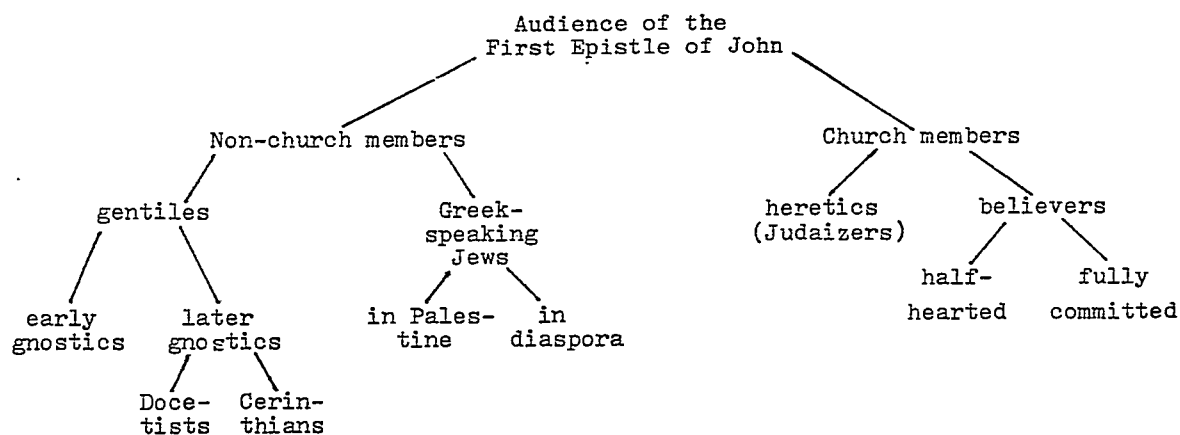 Audience of the
First Epistle of John
Non-church members
Church members
gentiles
Greek-
speaking
Jews
heretics
(Judaizers)
believers
early
gnostics
later
gnostics
in Pales-
tine
in
diaspora
half-
hearted
fully
committed
Doce-
tists
Cerin-
thians